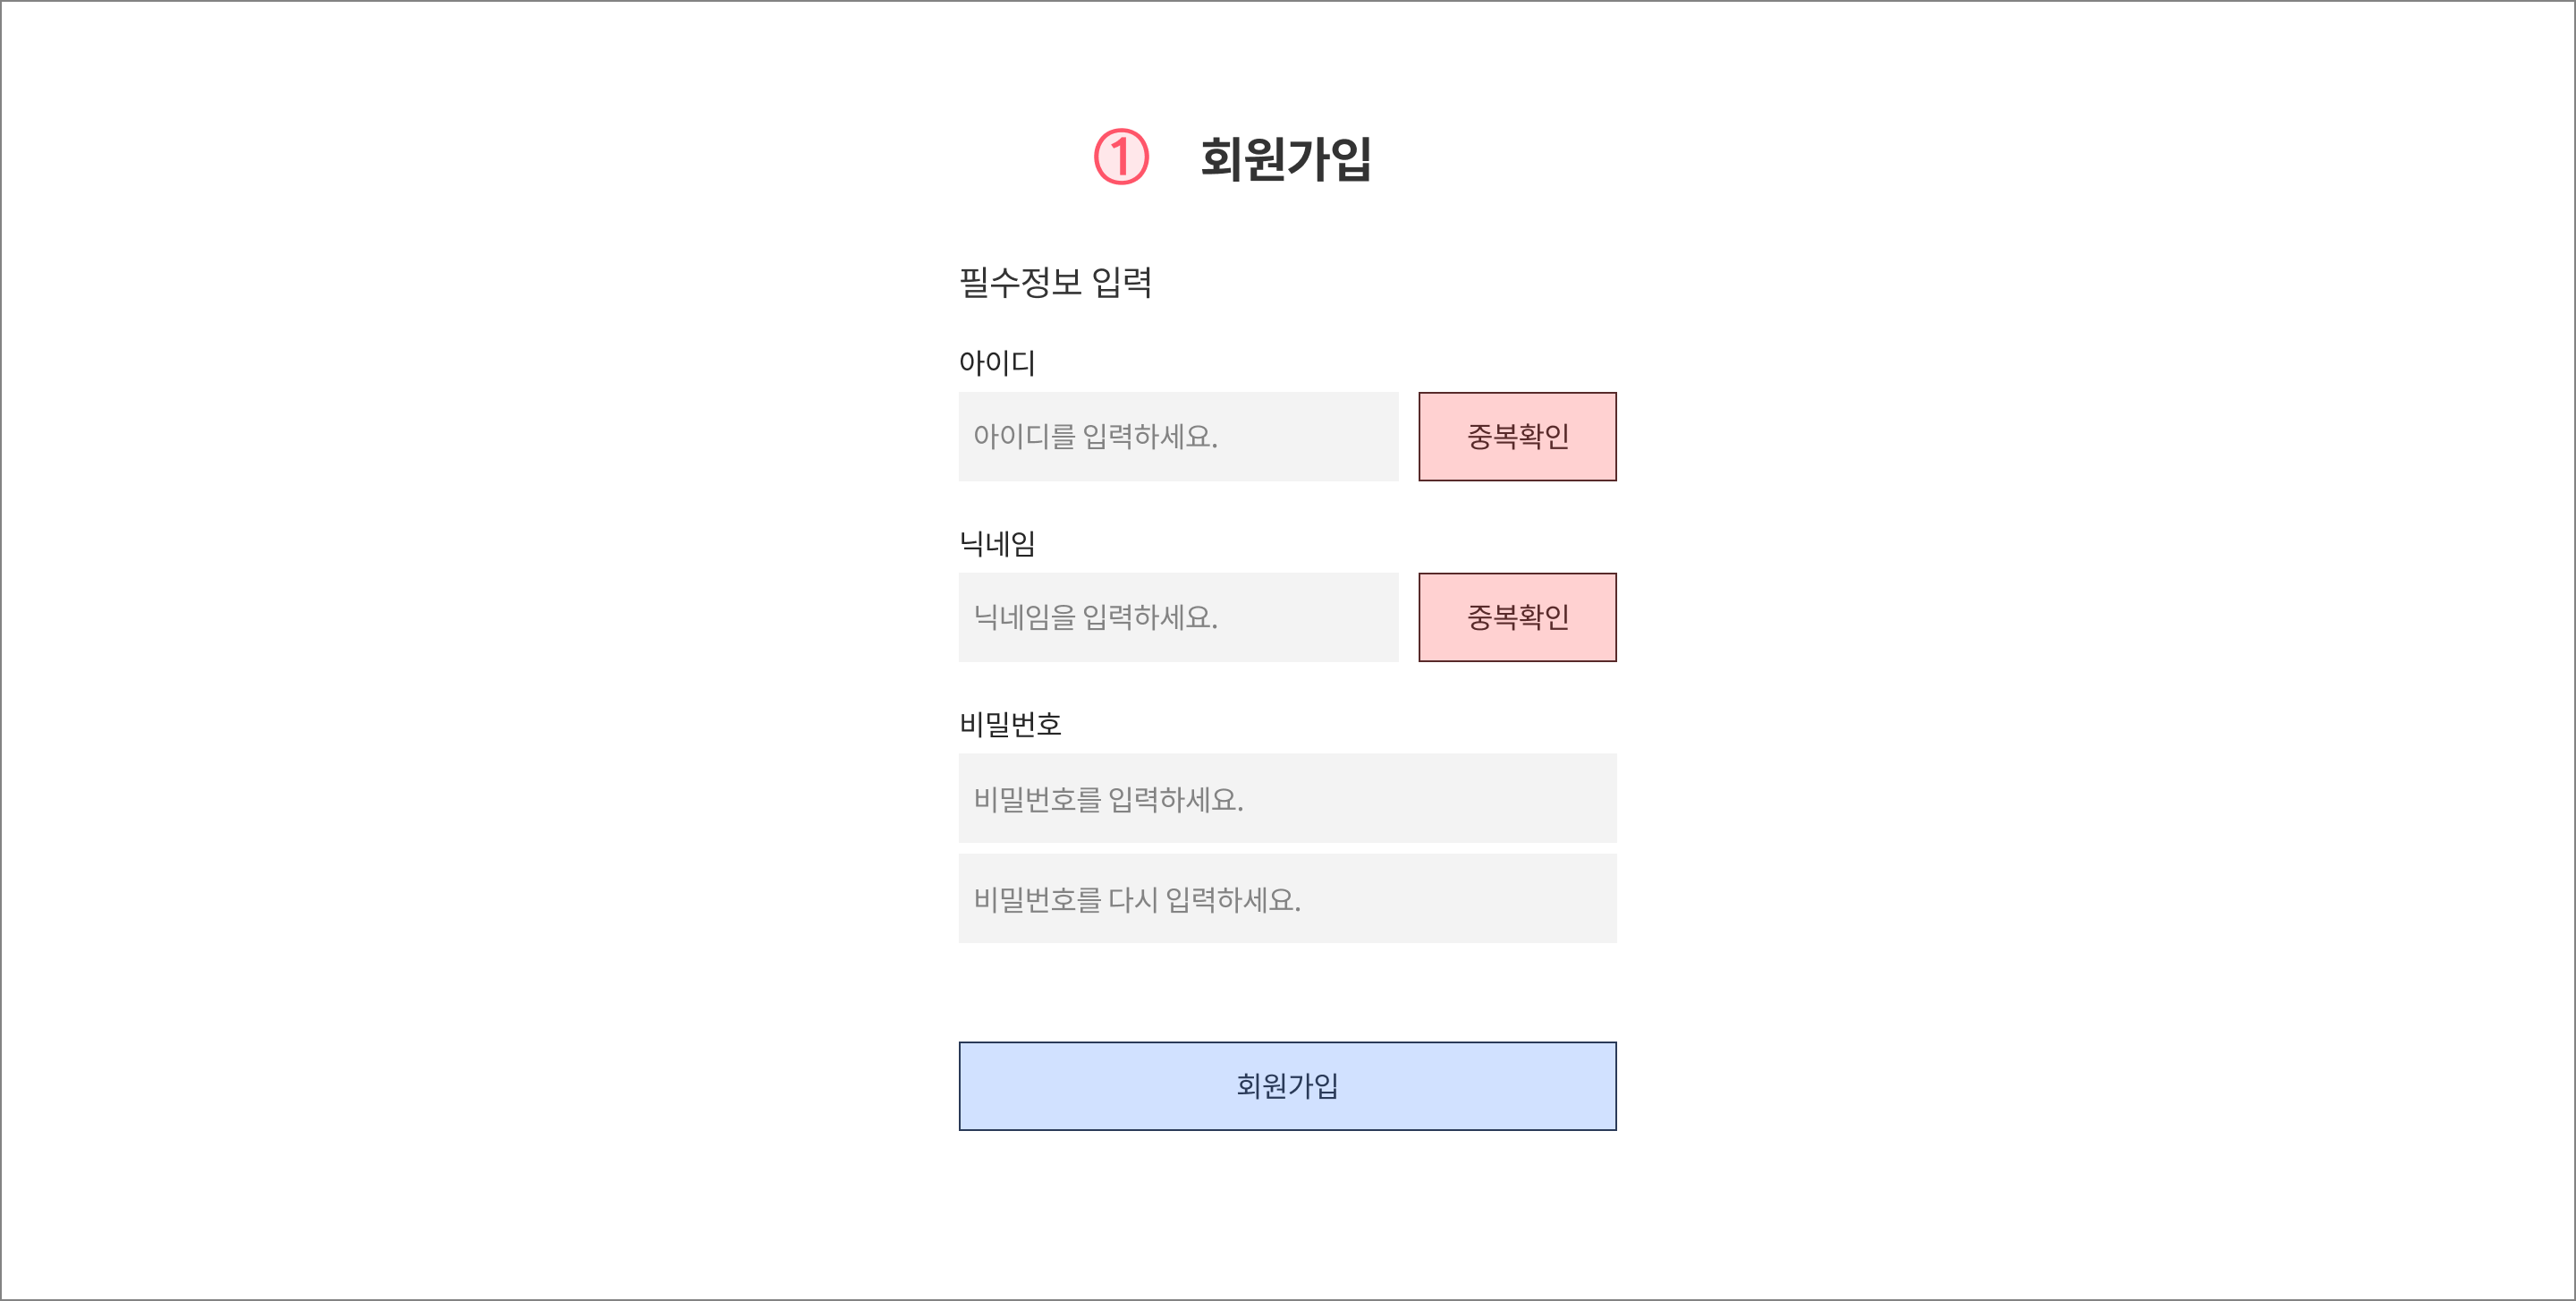 ① 회원가입
필수정보 입력
아이디
아이디를 입력하세요. 중복확인
닉네임
닉네임을 입력하세요. 중복확인
비밀번호
비밀번호를 입력하세요.
비밀번호를 다시 입력하세요.
회원가입